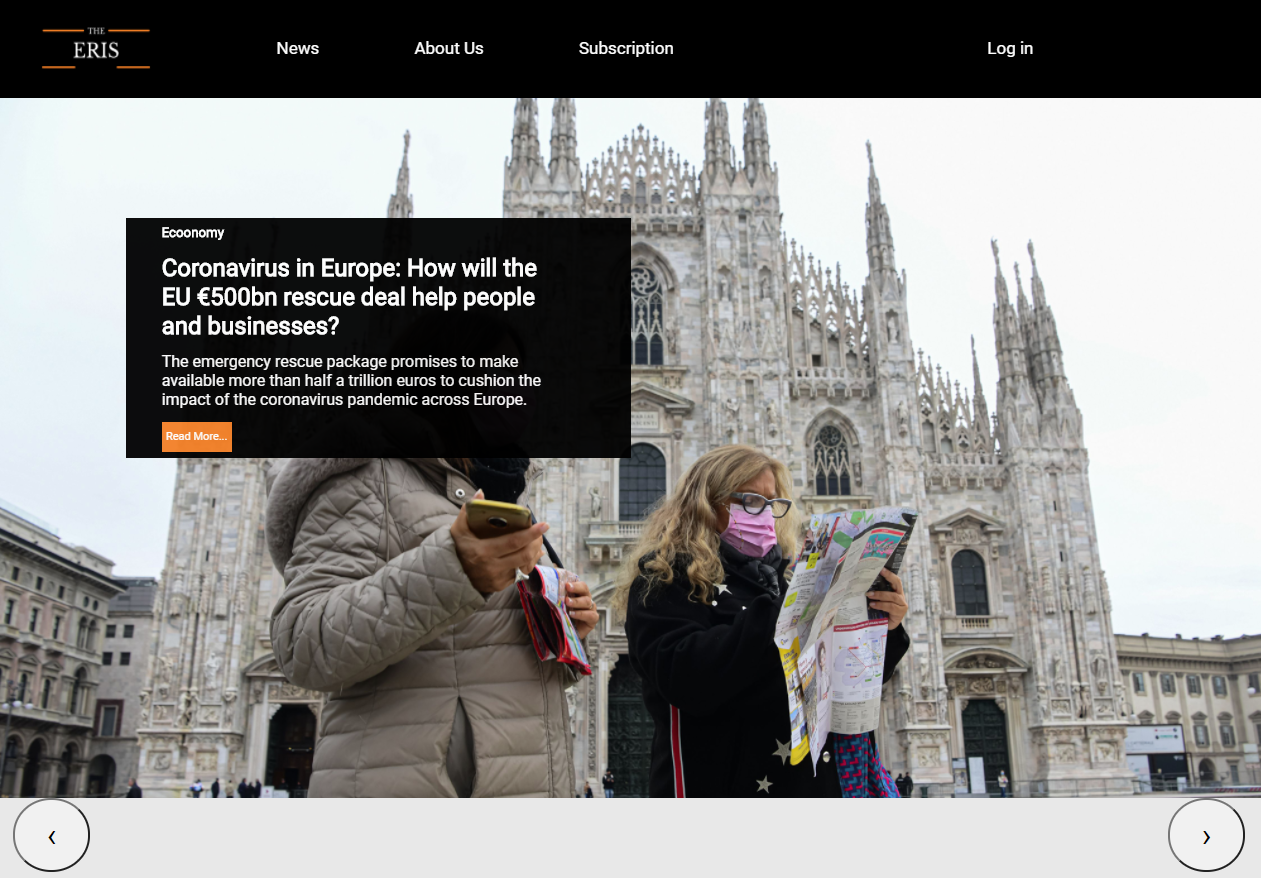 THE
ERIS
News
About Us
Subscription
Log in
Ecoonomy
Coronavirus in Europe: How will the
EU €500bn rescue deal help people
and businesses?
The emergency rescue package promises to make
available more than half a trillion euros to cushion the
impact of the coronavirus pandemic across Europe.
Read More...
‹
›